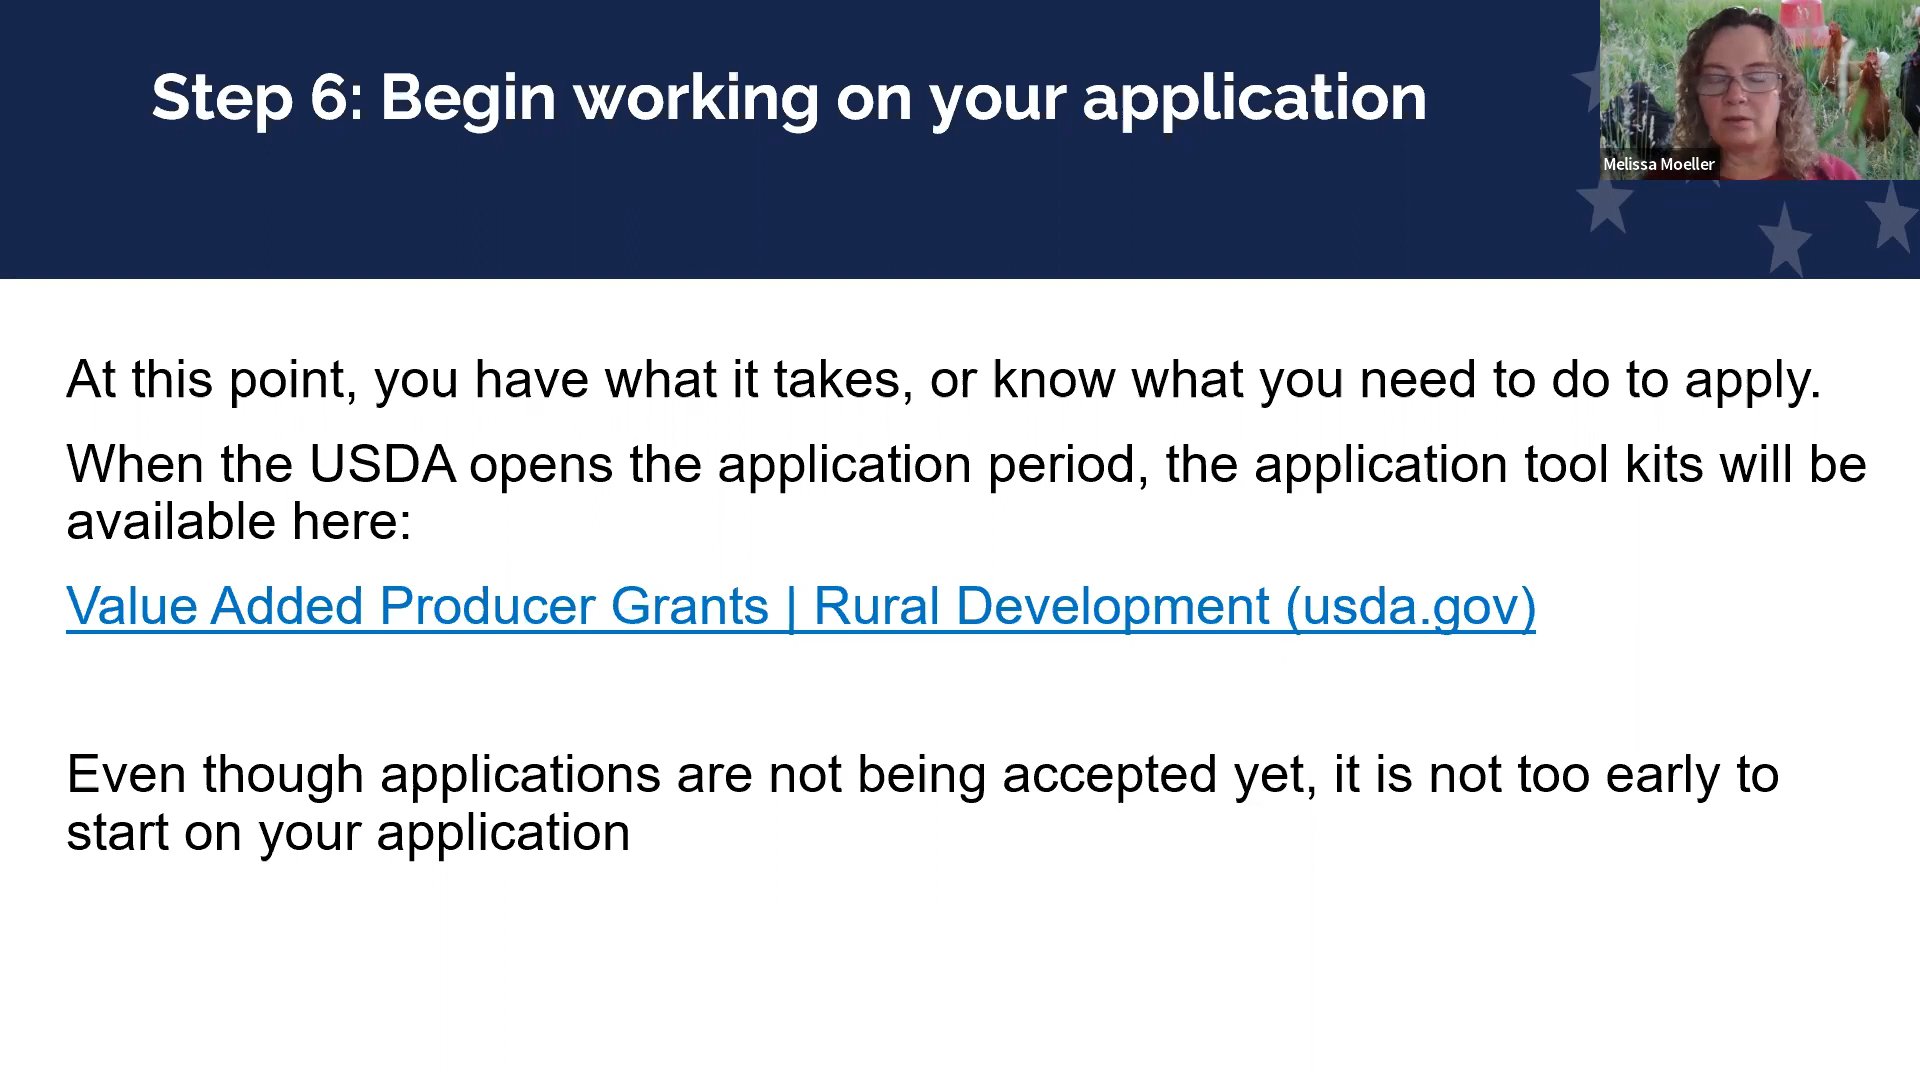 Step 6: Begin working on your application
Melissa Moeller
At this point, you have what it takes, or know what you need to do to apply.
When the USDA opens the application period, the application tool kits will be
available here:
Value Added Producer Grants | Rural Development (usda.gov)
Even though applications are not being accepted yet, it is not too early to
start on your application